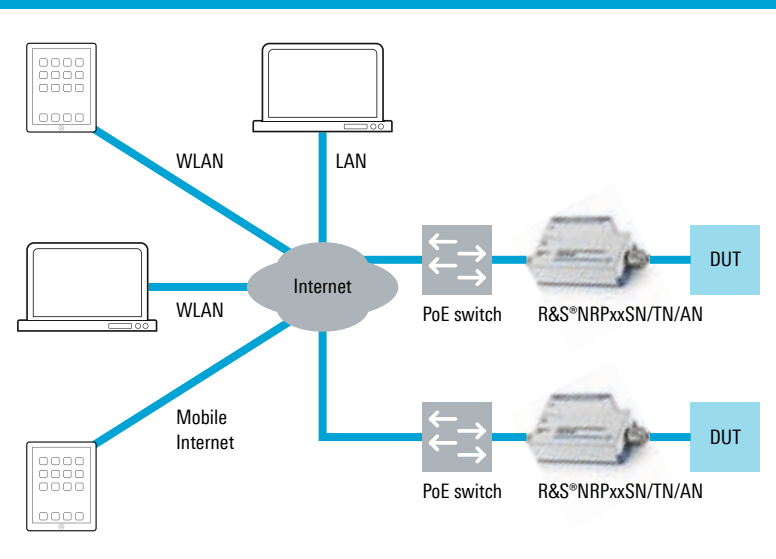 WLAN
LAN
Internet
DUT
PoE switch
R&S®NRPxxSN/TN/AN
WLAN
Mobile
Internet
DUT
PoE switch
R&S®NRPxxSN/TN/AN